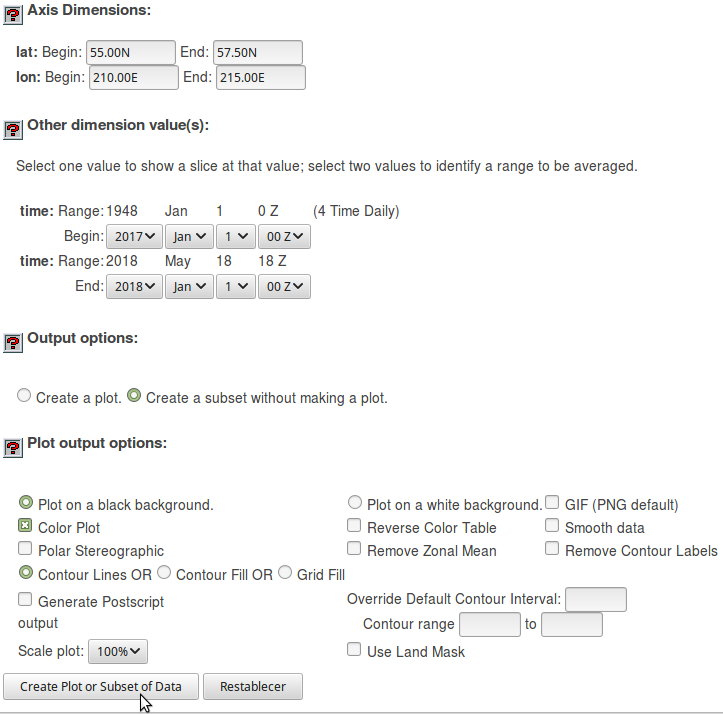 Axis Dimensions:
lat: Begin: 55.00N End: 57.50N
lon: Begin: 210.00E End: 215.00E
Other dimension value(s):
Select one value to show a slice at that value; select two values to identify a range to be averaged.
time: Range: 1948 Jan 1 0 Z (4 Time Daily)
Begin: 2017 Jan 1 00 Z
time: Range: 2018 May 18 18 Z
End: 2018 Jan 1 00 Z
Output options:
Create a plot. Create a subset without making a plot.
Plot output options:
Plot on a black background. Plot on a white background. GIF (PNG default)
Color Plot Reverse Color Table Smooth data
Polar Stereographic Remove Zonal Mean Remove Contour Labels
Contour Lines OR Contour Fill OR Grid Fill
Generate Postscript output Override Default Contour Interval:
Contour range to
Scale plot: 100% Use Land Mask
Create Plot or Subset of Data Restablecer